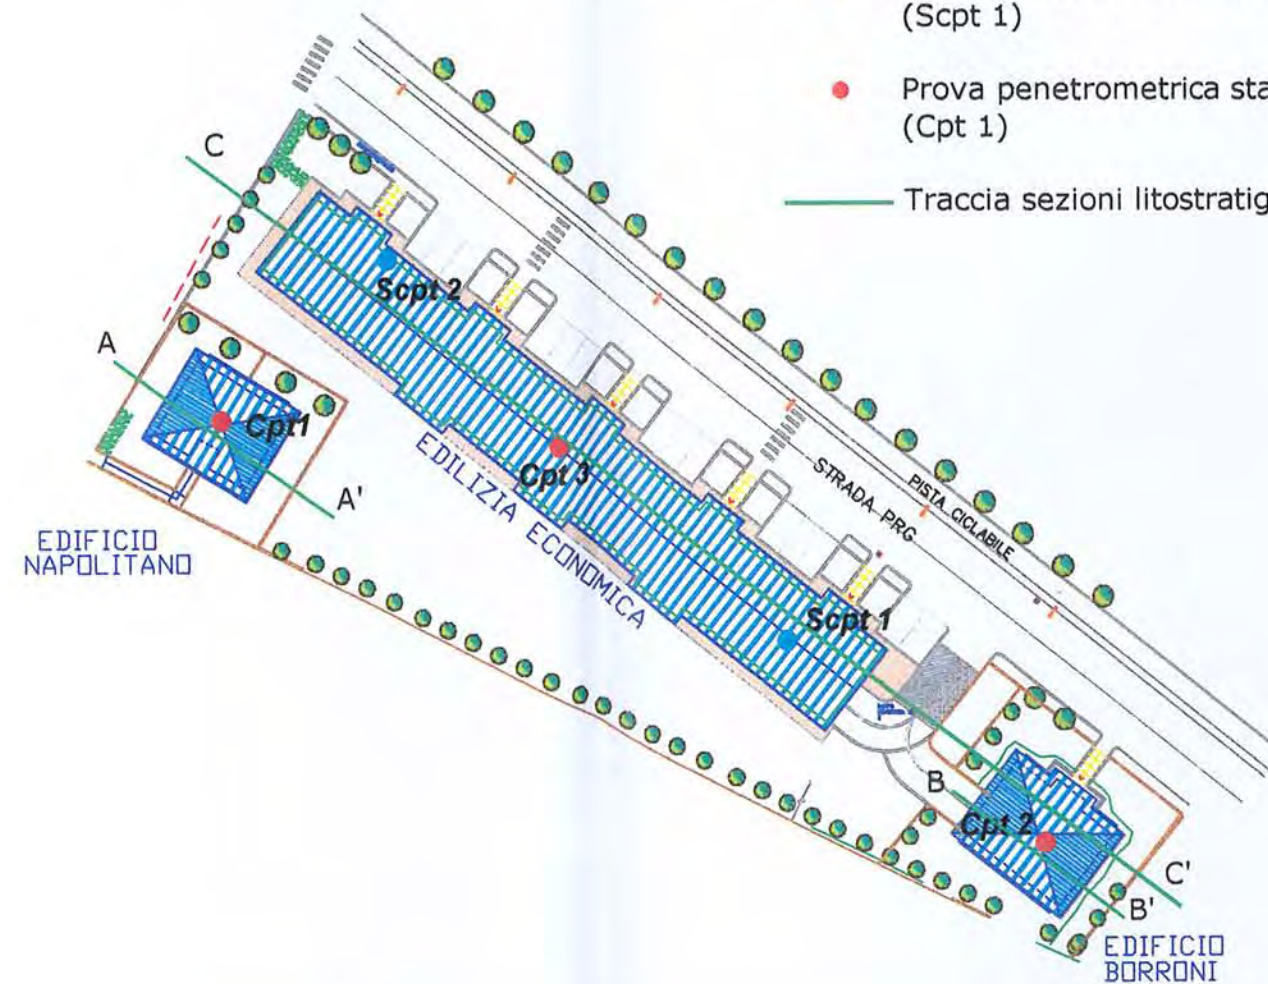 (Scpt 1)
Prova penetrometrica sta
(Cpt 1)
Traccia sezioni litostratig
C
Scpt 2
A
Cpt1
A'
EDIFICIO
NAPOLITANO
Cpt 3
EDILIZIA ECONOMICA
STRADA PRG
PISTA CICLABILE
Scpt 1
B
Cpt 2
C'
B'
EDIFICIO
BORRONI